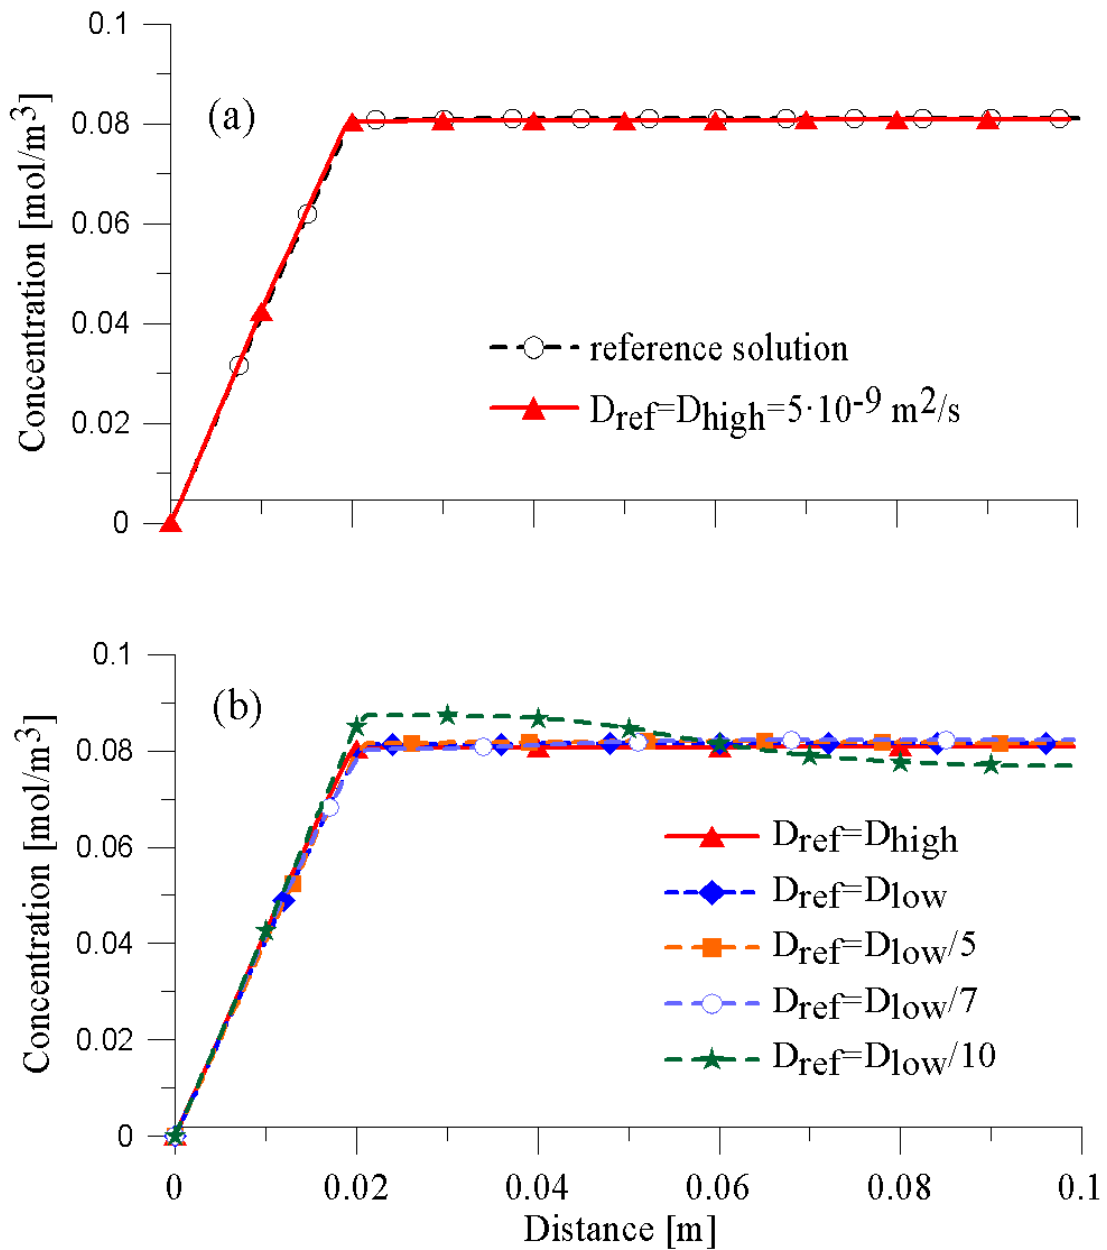 0.1
(a)
0.08
0.06
0.04
0.02
0
Concentration [mol/m3]
reference solution
Dref=Dhigh=5·10-9 m2/s
0.1
(b)
0.08
0.06
0.04
0.02
0
Concentration [mol/m3]
Dref=Dhigh
Dref=Dlow
Dref=Dlow/5
Dref=Dlow/7
Dref=Dlow/10
0 0.02 0.04 0.06 0.08 0.1
Distance [m]